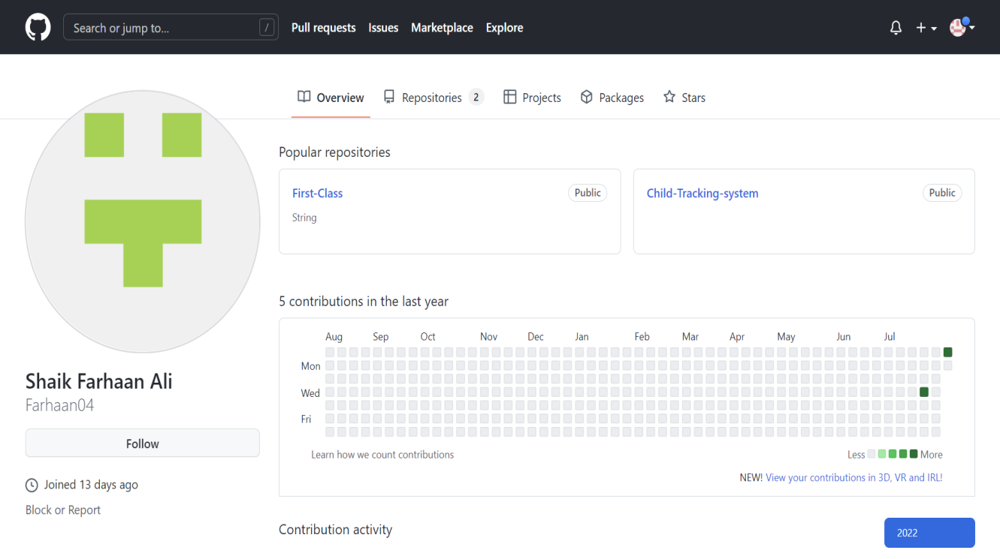 Search or jump to... / Pull requests Issues Marketplace Explore
Overview Repositories 2 Projects Packages Stars
Popular repositories
First-Class Public
String
Child-Tracking-system Public
5 contributions in the last year
Aug Sep Oct Nov Dec Jan Feb Mar Apr May Jun Jul
Mon
Wed
Fri
Learn how we count contributions
Less More
NEW! View your contributions in 3D, VR and IRL!
Shaik Farhaan Ali
Farhaan04
Follow
Joined 13 days ago
Block or Report
Contribution activity
2022